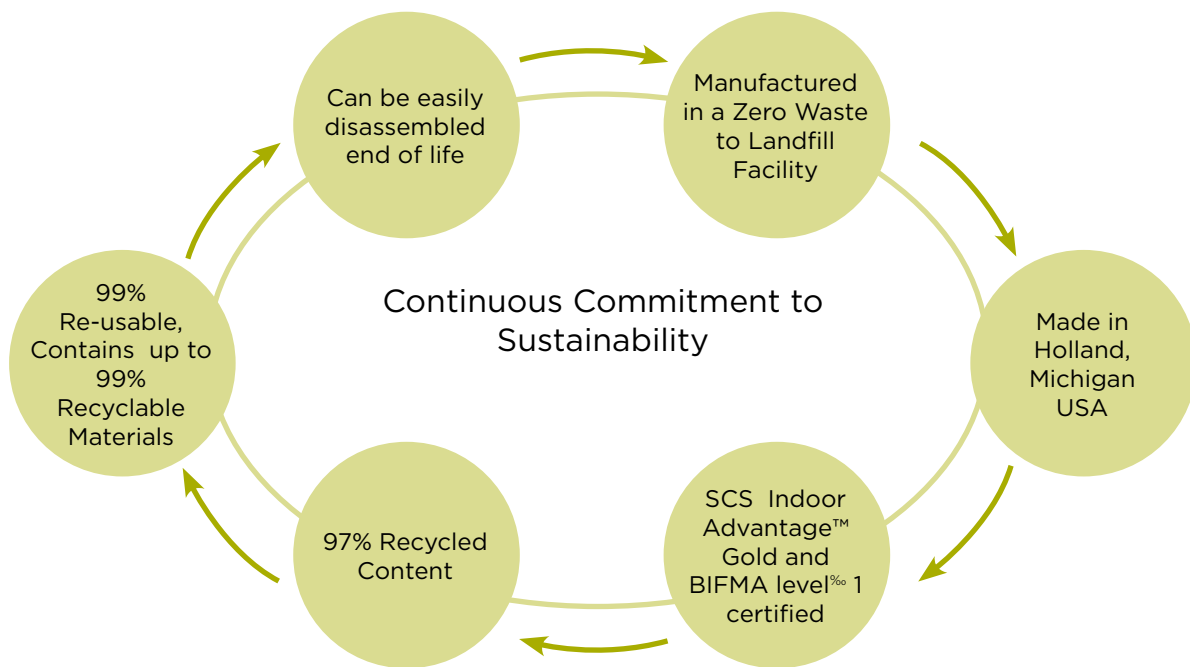 Can be easily
disassembled
end of life
Manufactured
in a Zero Waste
to Landfill
Facility
Made in
Holland,
Michigan
USA
SCS Indoor
Advantage™
Gold and
BIFMA level‰ 1
certified
97% Recycled
Content
99%
Re-usable,
Contains up to
99%
Recyclable
Materials
Continuous Commitment to
Sustainability